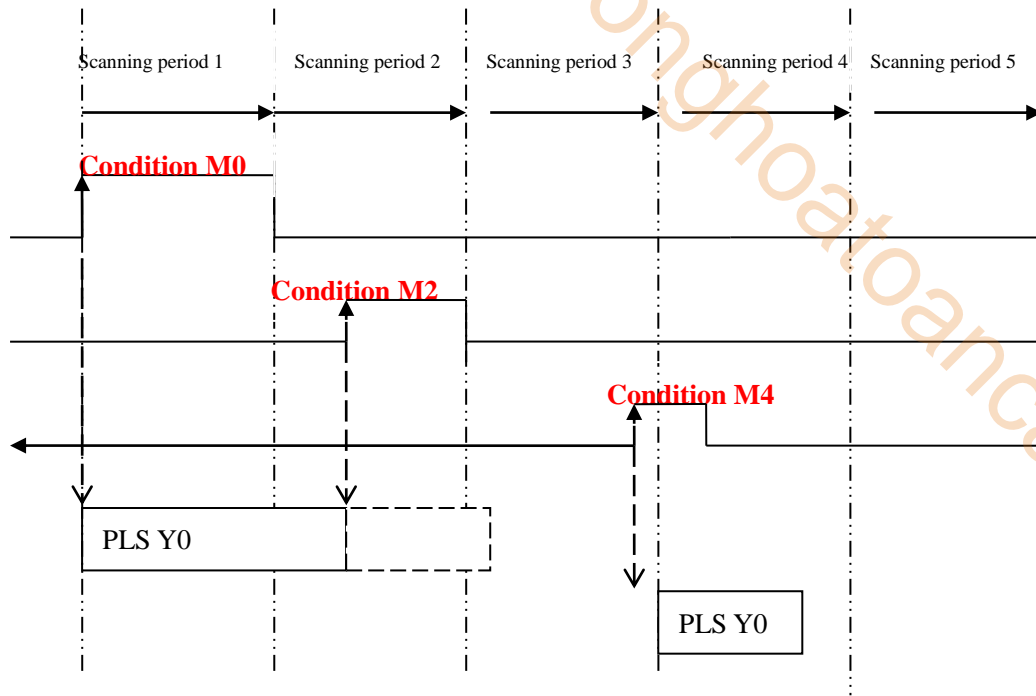 Scanning period 1
Scanning period 2
Scanning period 3
Scanning period 4
Scanning period 5
Condition M0
Condition M2
Condition M4
PLS Y0
PLS Y0